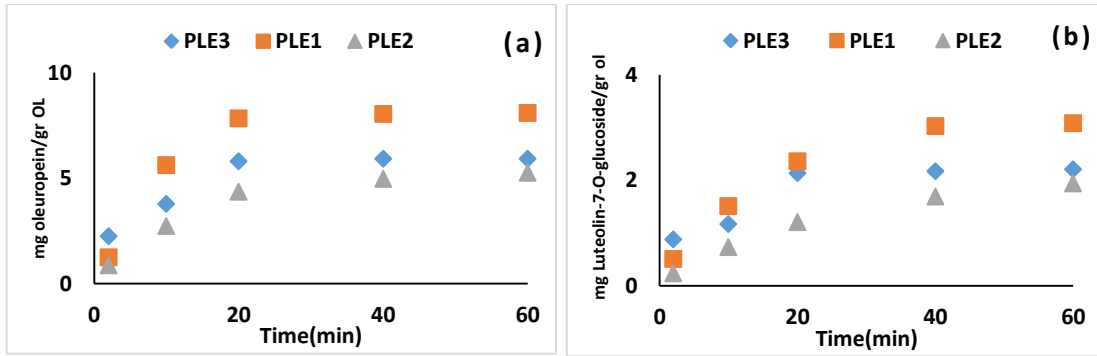 PLE3 PLE1 PLE2 (a)
10
5
0
0 20 40 60
Time(min)
mg oleuropein/gr OL
PLE3 PLE1 PLE2 (b)
4
2
0
0 20 40 60
Time(min)
mg Luteolin-7-O-glucoside/gr ol